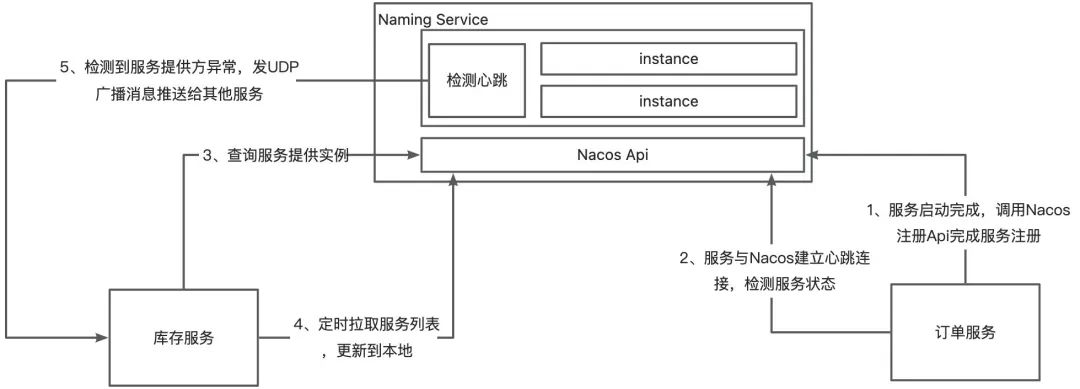 Naming Service
检测心跳
instance
instance
Nacos Api
5、检测到服务提供方异常，发UDP
广播消息推送给其他服务
3、查询服务提供实例
1、服务启动完成，调用Nacos
注册Api完成服务注册
2、服务与Nacos建立心跳连
接，检测服务状态
库存服务
4、定时拉取服务列表
，更新到本地
订单服务